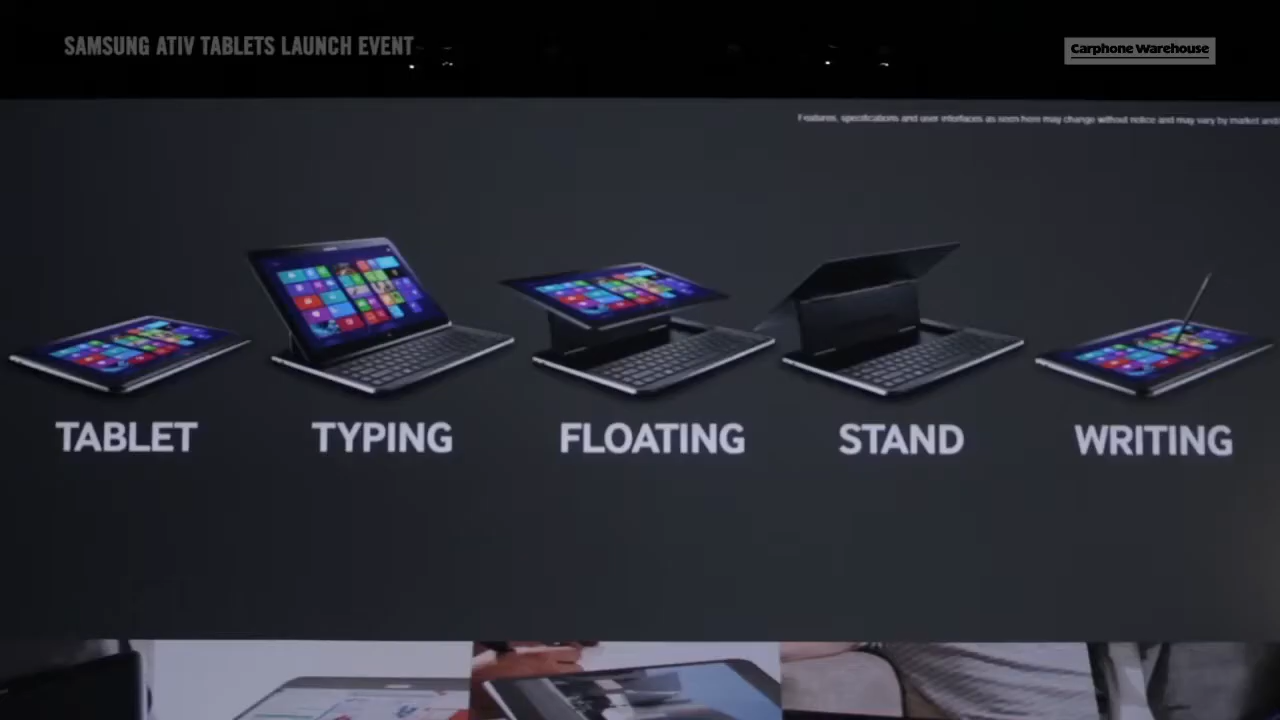 SAMSUNG ATIV TABLETS LAUNCH EVENT
Carphone Warehouse
Features, specifications and user interfaces as seen here may change without notice and may vary by market and/
TABLET
TYPING
FLOATING
STAND
WRITING